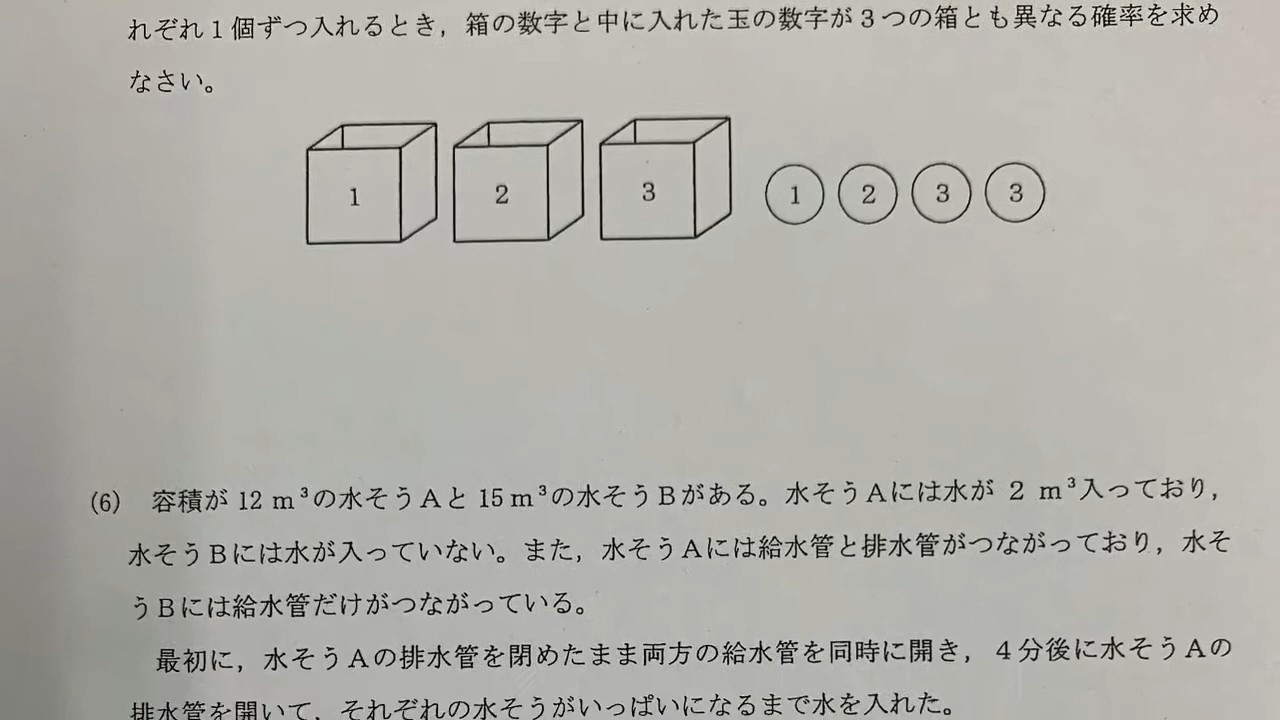 れぞれ1個ずつ入れるとき，箱の数字と中に入れた玉の数字が3つの箱とも異なる確率を求め
なさい。
1 2 3 1 2 3 3
(6) 容積が12 m³の水そうAと15 m³の水そうBがある。水そうAには水が 2 m³入っており，
水そうBには水が入っていない。また，水そうAには給水管と排水管がつながっており，水そ
うBには給水管だけがつながっている。
最初に，水そうAの排水管を閉めたまま両方の給水管を同時に開き，4分後に水そうAの
排水管を開いて，それぞれの水そうがいっぱいになるまで水を入れた。